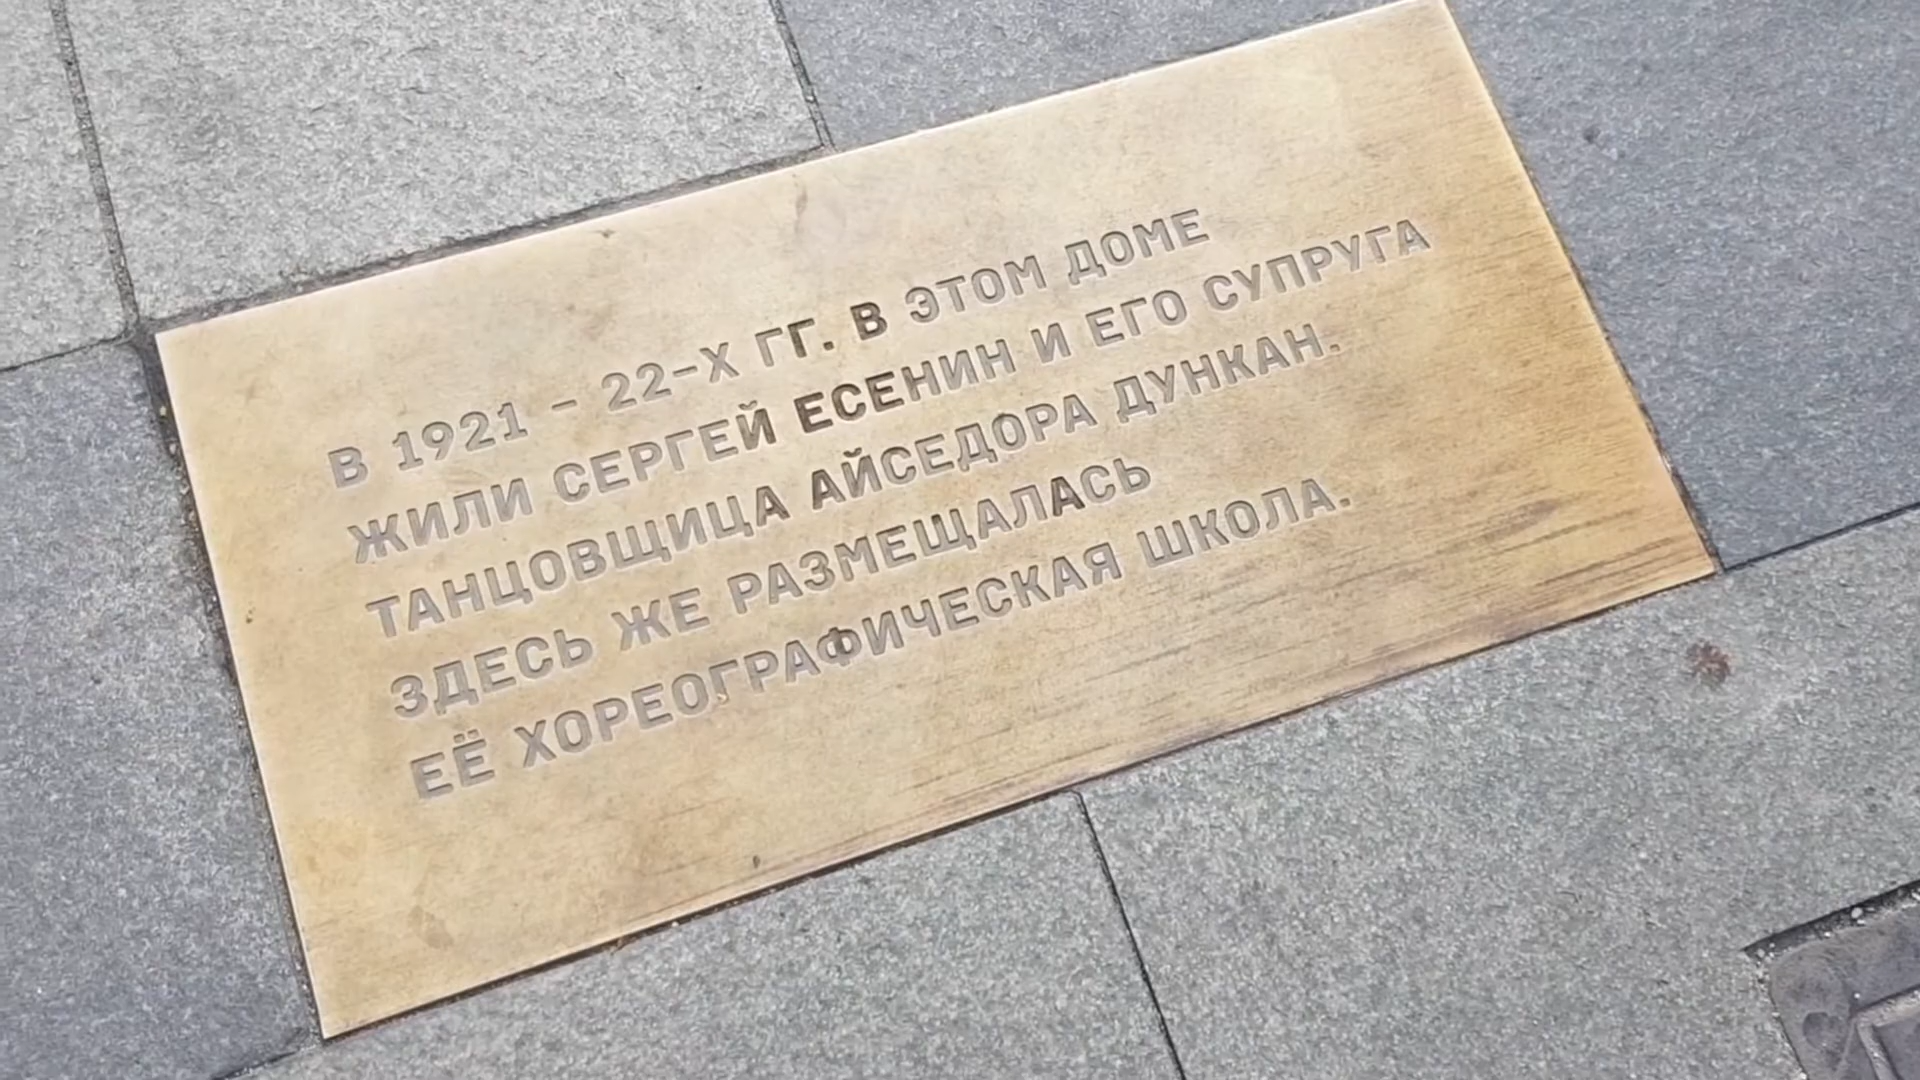 В 1921 - 22-Х ГГ. В ЭТОМ ДОМЕ
ЖИЛИ СЕРГЕЙ ЕСЕНИН И ЕГО СУПРУГА
ТАНЦОВЩИЦА АЙСЕДОРА ДУНКАН.
ЗДЕСЬ ЖЕ РАЗМЕЩАЛАСЬ
ЕЁ ХОРЕОГРАФИЧЕСКАЯ ШКОЛА.